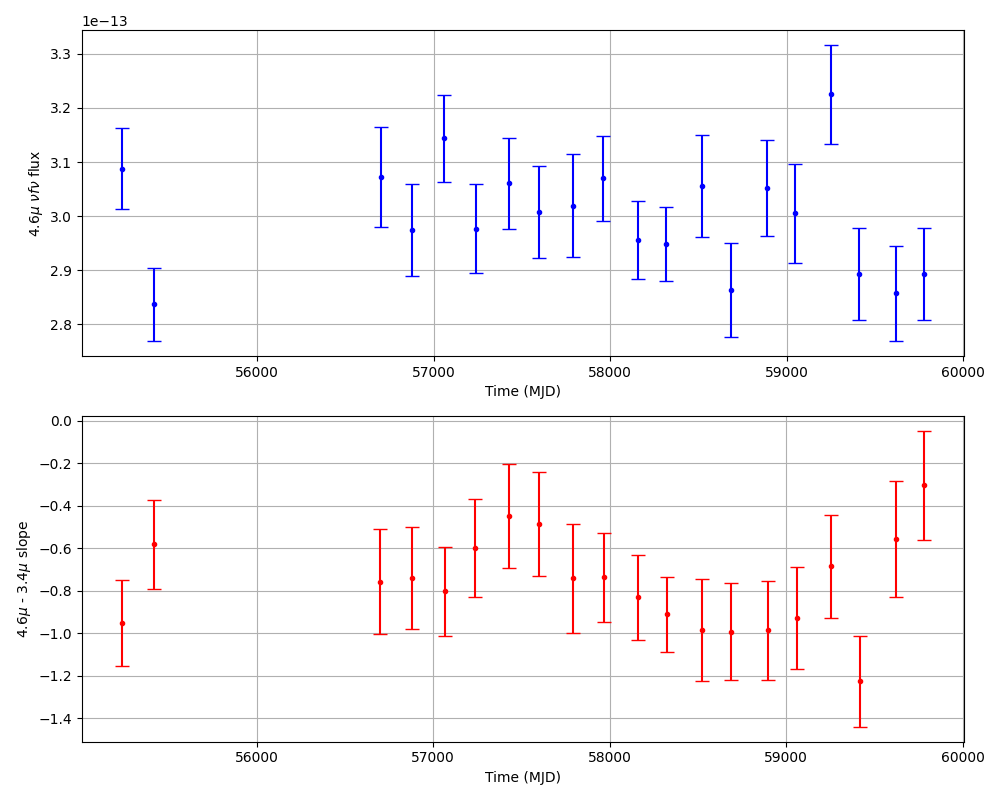 1e−13
3.3
3.2
3.1
3.0
2.9
2.8
4.6μ νfν flux
56000 57000 58000 59000 60000
Time (MJD)
0.0
−0.2
−0.4
−0.6
−0.8
−1.0
−1.2
−1.4
4.6μ - 3.4μ slope
56000 57000 58000 59000 60000
Time (MJD)